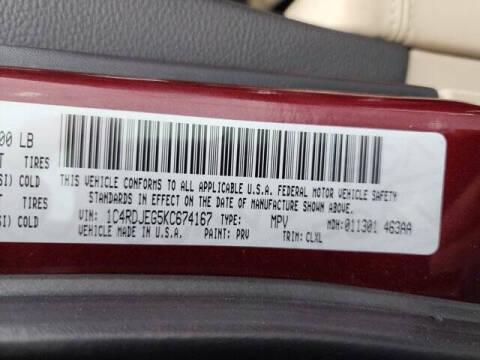 00 LB
T TIRES
SI) COLD
T TIRES
SI) COLD
THIS VEHICLE CONFORMS TO ALL APPLICABLE U.S.A. FEDERAL MOTOR VEHICLE SAFETY
STANDARDS IN EFFECT ON THE DATE OF MANUFACTURE SHOWN ABOVE.
VIN: 1C4RDJEG5KC674167 TYPE: MPV MDH: 011301 463AA
VEHICLE MADE IN U.S.A. PAINT: PRV TRIM: CLXL